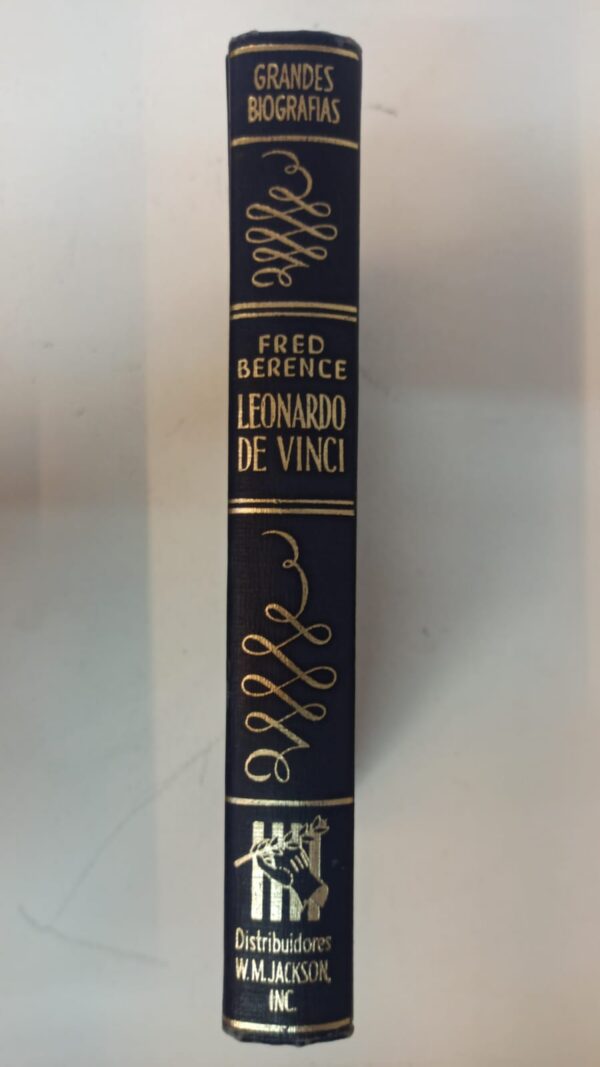 GRANDES
BIOGRAFIAS
FRED
BERENCE
LEONARDO
DE VINCI
Distribuidores
W. M. JACKSON,
INC.